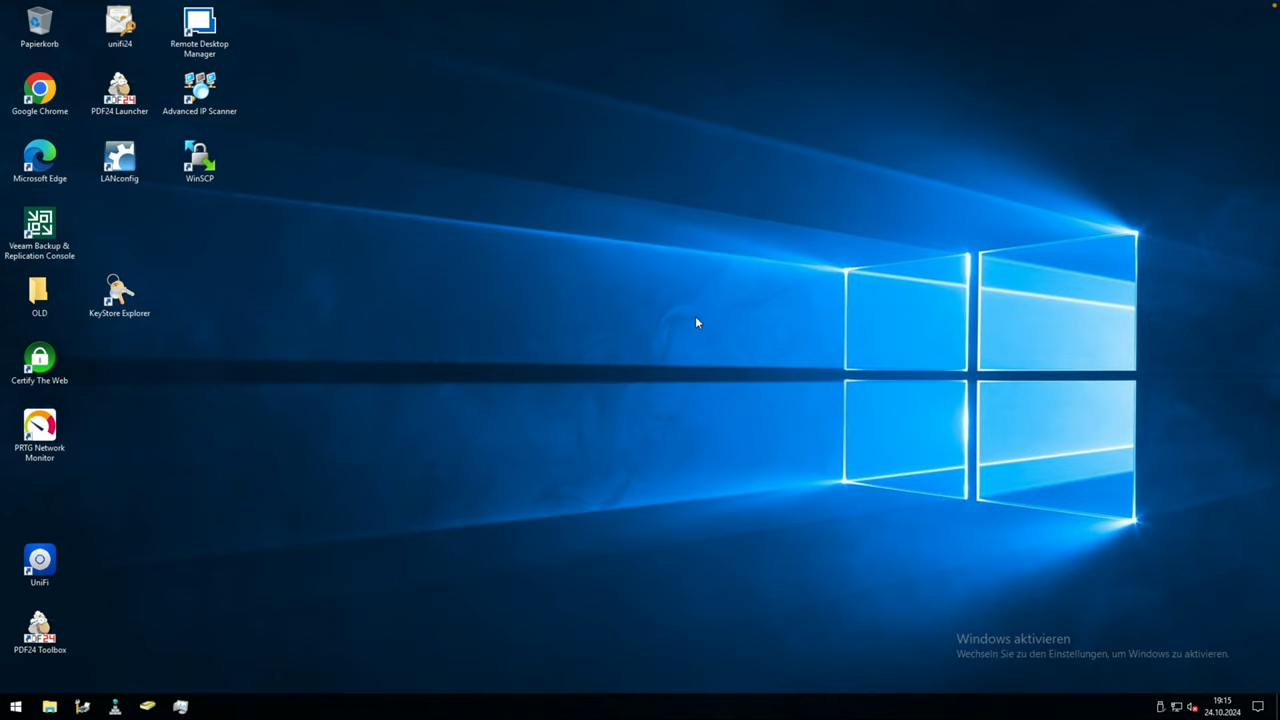 Papierkorb
unifi24
Remote Desktop
Manager
Google Chrome
PDF24 Launcher
Advanced IP Scanner
Microsoft Edge
LANconfig
WinSCP
Veeam Backup &
Replication Console
OLD
KeyStore Explorer
Certify The Web
PRTG Network
Monitor
UniFi
PDF24 Toolbox
Windows aktivieren
Wechseln Sie zu den Einstellungen, um Windows zu aktivieren.
19:15
24.10.2024